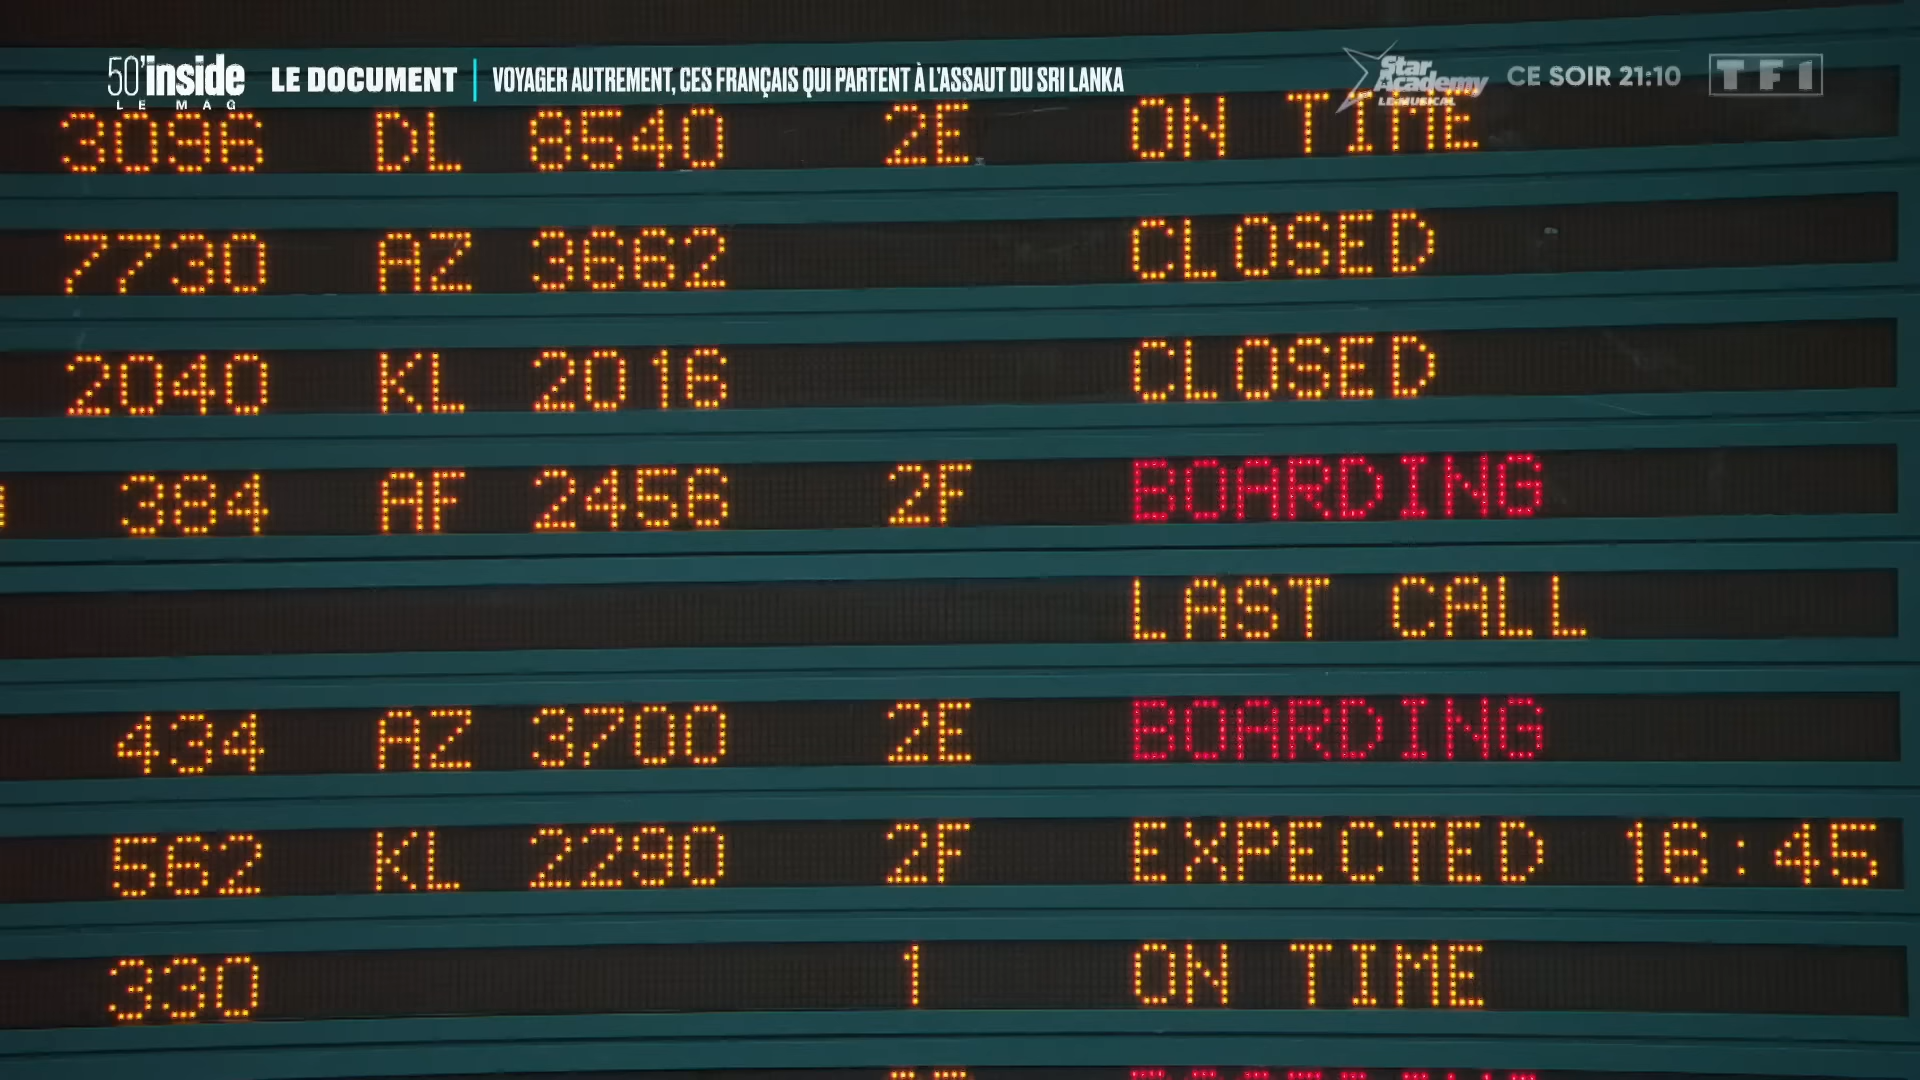 50'inside
LE MAG
LE DOCUMENT
VOYAGER AUTREMENT, CES FRANÇAIS QUI PARTENT À L'ASSAUT DU SRI LANKA
Star Academy
LE MUSICAL
CE SOIR 21:10
TF1
3096 DL 8540 2E ON TIME
7730 AZ 3662 CLOSED
2040 KL 2016 CLOSED
384 AF 2456 2F BOARDING
LAST CALL
434 AZ 3700 2E BOARDING
562 KL 2290 2F EXPECTED 16:45
330 1 ON TIME